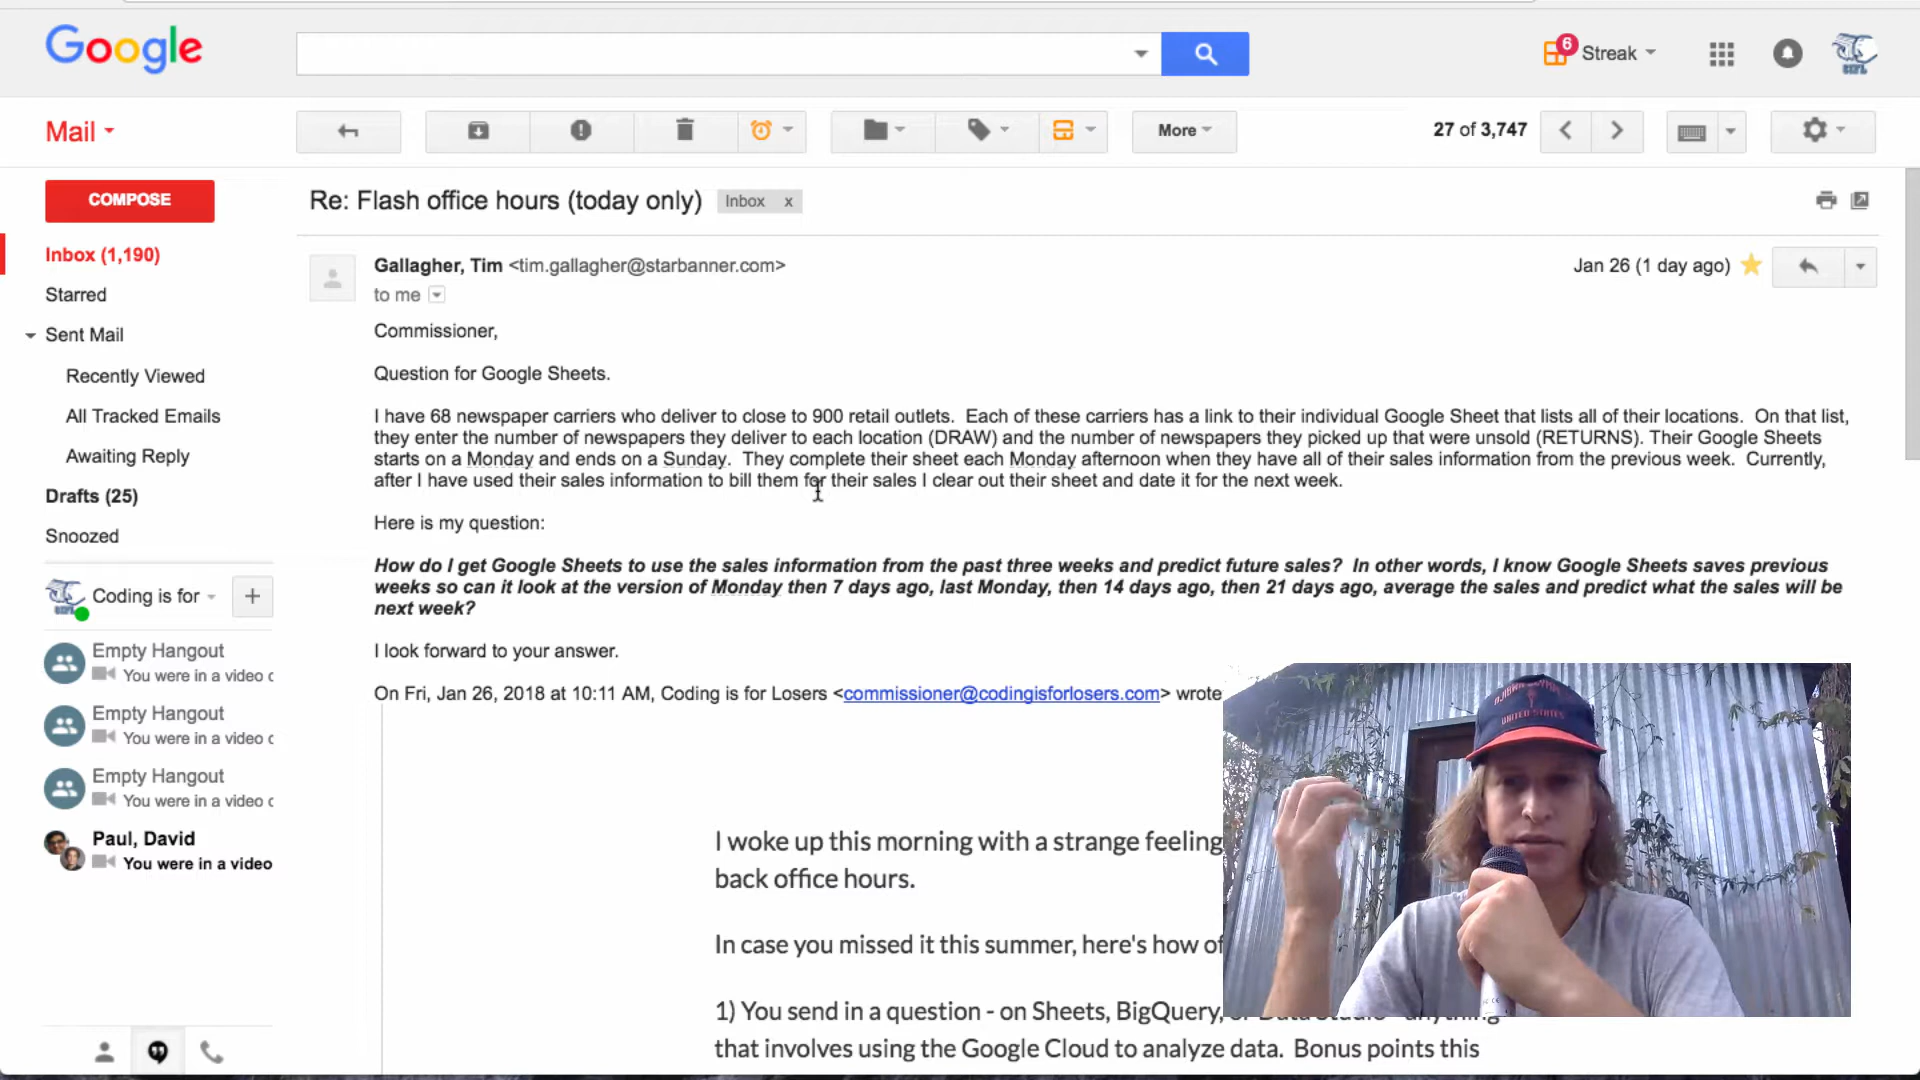 Google
6
Streak
Mail
More
27 of 3,747
COMPOSE
Re: Flash office hours (today only)
Inbox x
Inbox (1,190)
Starred
Sent Mail
Recently Viewed
All Tracked Emails
Awaiting Reply
Drafts (25)
Snoozed
Gallagher, Tim <tim.gallagher@starbanner.com>
Jan 26 (1 day ago)
to me
Commissioner,
Question for Google Sheets.
I have 68 newspaper carriers who deliver to close to 900 retail outlets. Each of these carriers has a link to their individual Google Sheet that lists all of their locations. On that list,
they enter the number of newspapers they deliver to each location (DRAW) and the number of newspapers they picked up that were unsold (RETURNS). Their Google Sheets
starts on a Monday and ends on a Sunday. They complete their sheet each Monday afternoon when they have all of their sales information from the previous week. Currently,
after I have used their sales information to bill them for their sales I clear out their sheet and date it for the next week.
Here is my question:
How do I get Google Sheets to use the sales information from the past three weeks and predict future sales? In other words, I know Google Sheets saves previous
weeks so can it look at the version of Monday then 7 days ago, last Monday, then 14 days ago, then 21 days ago, average the sales and predict what the sales will be
next week?
I look forward to your answer.
On Fri, Jan 26, 2018 at 10:11 AM, Coding is for Losers <commissioner@codingisforlosers.com> wrote
I woke up this morning with a strange feeling
back office hours.
In case you missed it this summer, here's how of
1) You send in a question - on Sheets, BigQuery,
that involves using the Google Cloud to analyze data. Bonus points this
Coding is for
Empty Hangout
You were in a video c
Empty Hangout
You were in a video c
Empty Hangout
You were in a video c
Paul, David
You were in a video
UNITED STATES